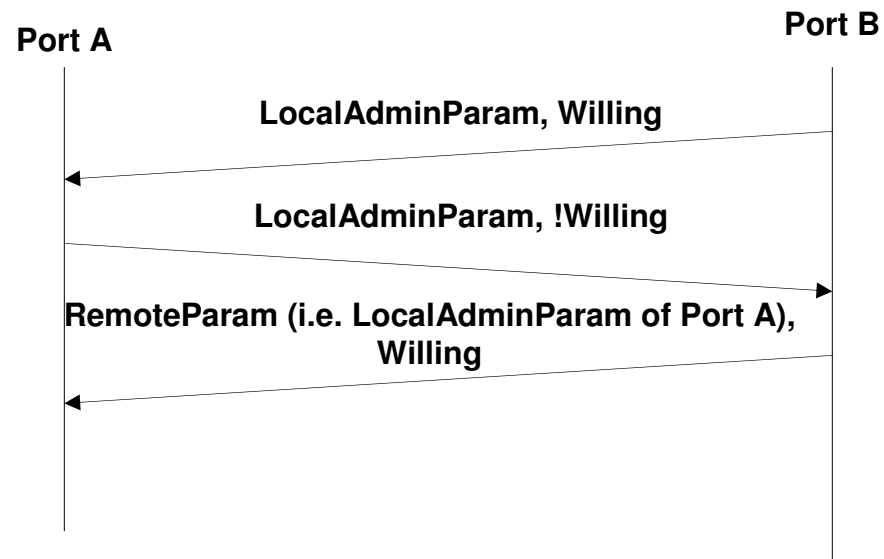 Port A
Port B
LocalAdminParam, Willing
LocalAdminParam, !Willing
RemoteParam (i.e. LocalAdminParam of Port A),
Willing